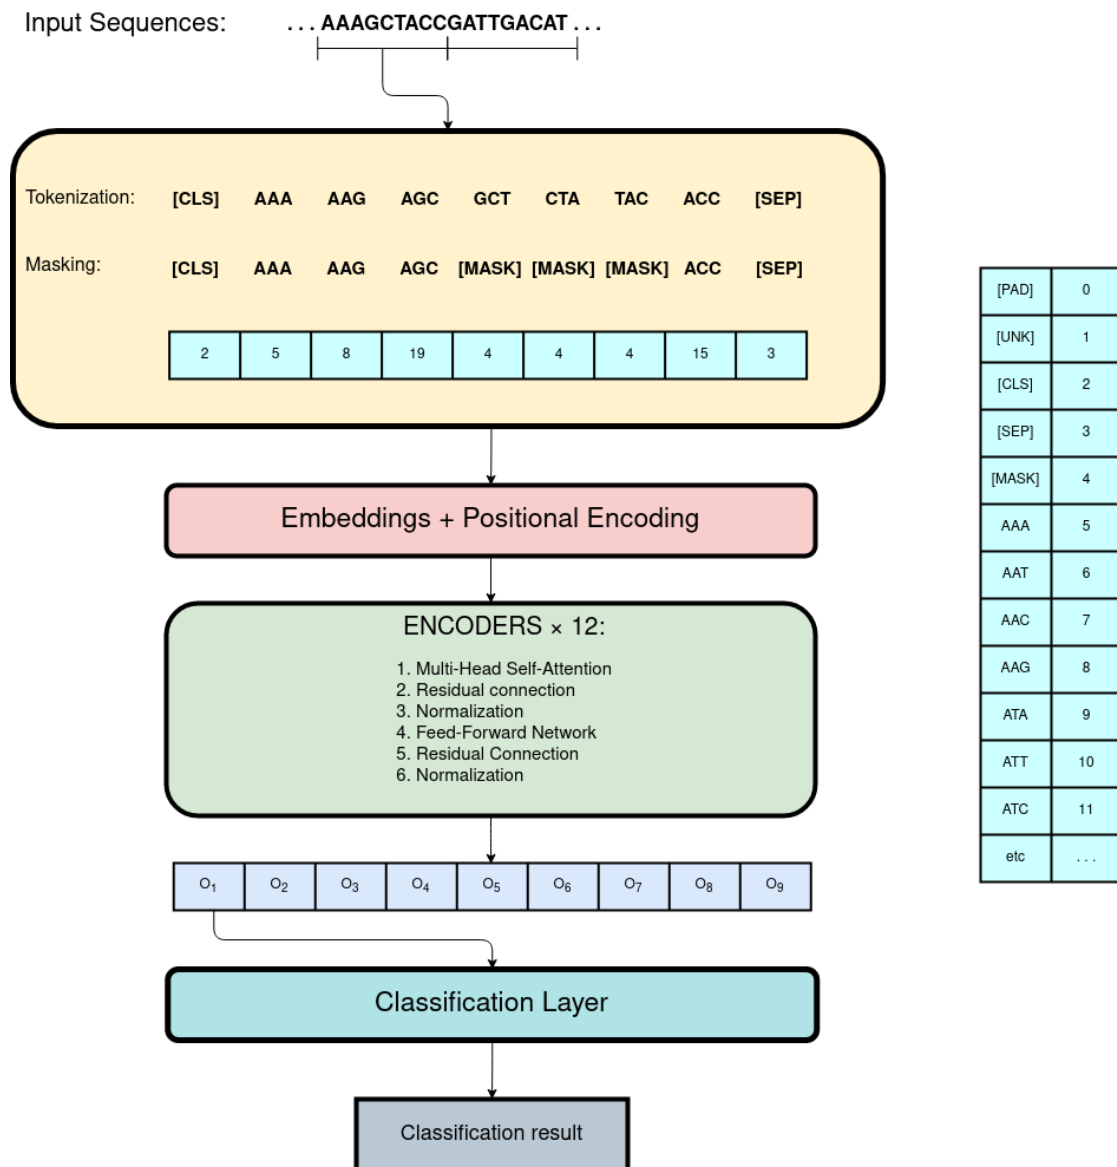 Input Sequences: . . . AAAGCTACCGATTGACAT . . .
Tokenization: [CLS] AAA AAG AGC GCT CTA TAC ACC [SEP]
Masking: [CLS] AAA AAG AGC [MASK] [MASK] [MASK] ACC [SEP]
2 5 8 19 4 4 4 15 3
Embeddings + Positional Encoding
ENCODERS × 12:
1. Multi-Head Self-Attention
2. Residual connection
3. Normalization
4. Feed-Forward Network
5. Residual Connection
6. Normalization
O1 O2 O3 O4 O5 O6 O7 O8 O9
Classification Layer
Classification result
[PAD] 0
[UNK] 1
[CLS] 2
[SEP] 3
[MASK] 4
AAA 5
AAT 6
AAC 7
AAG 8
ATA 9
ATT 10
ATC 11
etc . . .